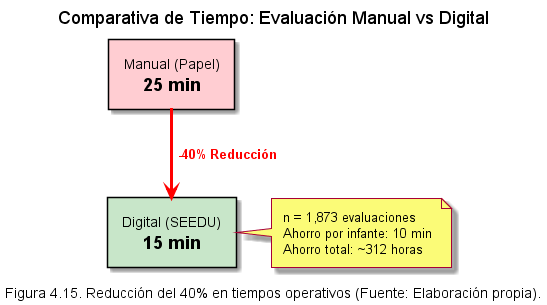 Comparativa de Tiempo: Evaluación Manual vs Digital
Manual (Papel)
25 min
-40% Reducción
Digital (SEEDU)
15 min
n = 1,873 evaluaciones
Ahorro por infante: 10 min
Ahorro total: ~312 horas
Figura 4.15. Reducción del 40% en tiempos operativos (Fuente: Elaboración propia).